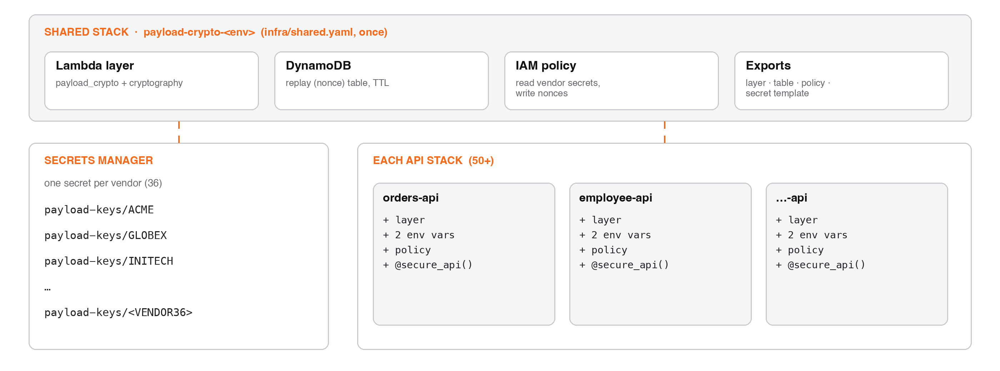 SHARED STACK · payload-crypto-<env> (infra/shared.yaml, once)
Lambda layer
payload_crypto + cryptography
DynamoDB
replay (nonce) table, TTL
IAM policy
read vendor secrets,
write nonces
Exports
layer · table · policy ·
secret template
SECRETS MANAGER
one secret per vendor (36)
payload-keys/ACME
payload-keys/GLOBEX
payload-keys/INITECH
…
payload-keys/<VENDOR36>
EACH API STACK (50+)
orders-api
+ layer
+ 2 env vars
+ policy
+ @secure_api()
employee-api
+ layer
+ 2 env vars
+ policy
+ @secure_api()
…-api
+ layer
+ 2 env vars
+ policy
+ @secure_api()